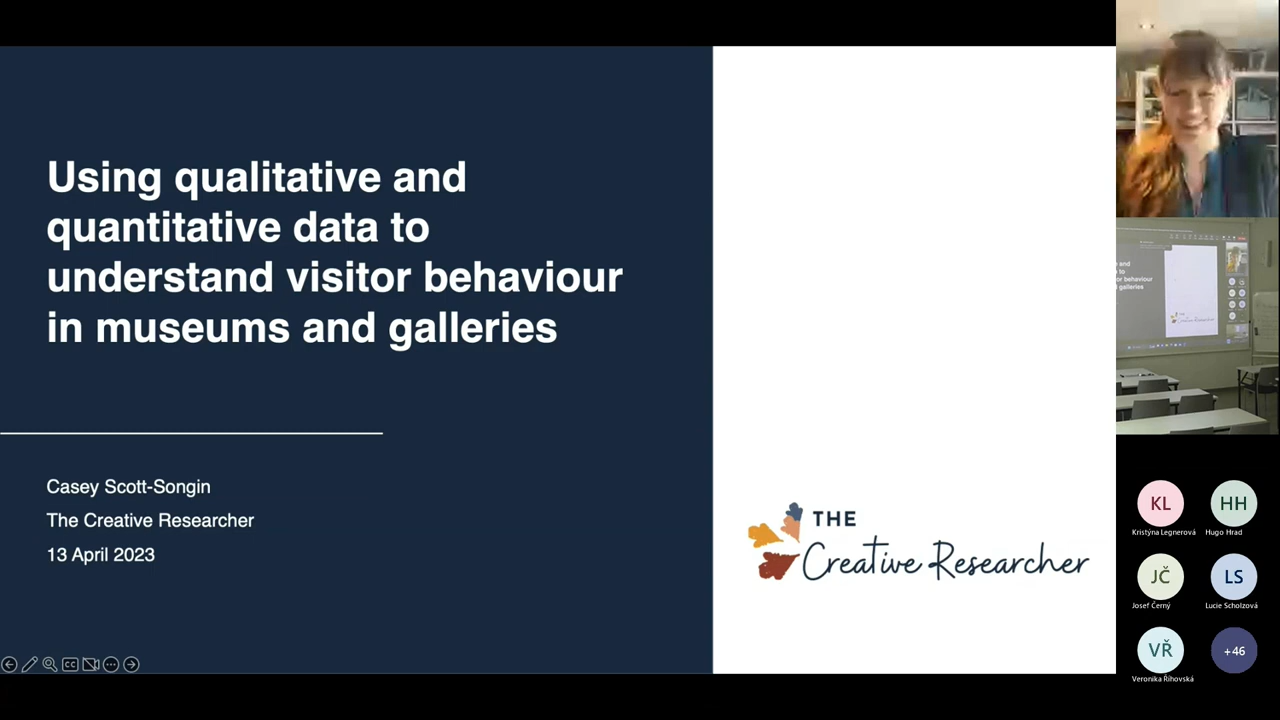 Using qualitative and
quantitative data to
understand visitor behaviour
in museums and galleries
Casey Scott-Songin
The Creative Researcher
13 April 2023
THE
Creative Researcher
CC
KL
HH
Kristýna Legnerová
Hugo Hrad
JČ
LS
Josef Černý
Lucie Scholzová
VŘ
+46
Veronika Říhovská